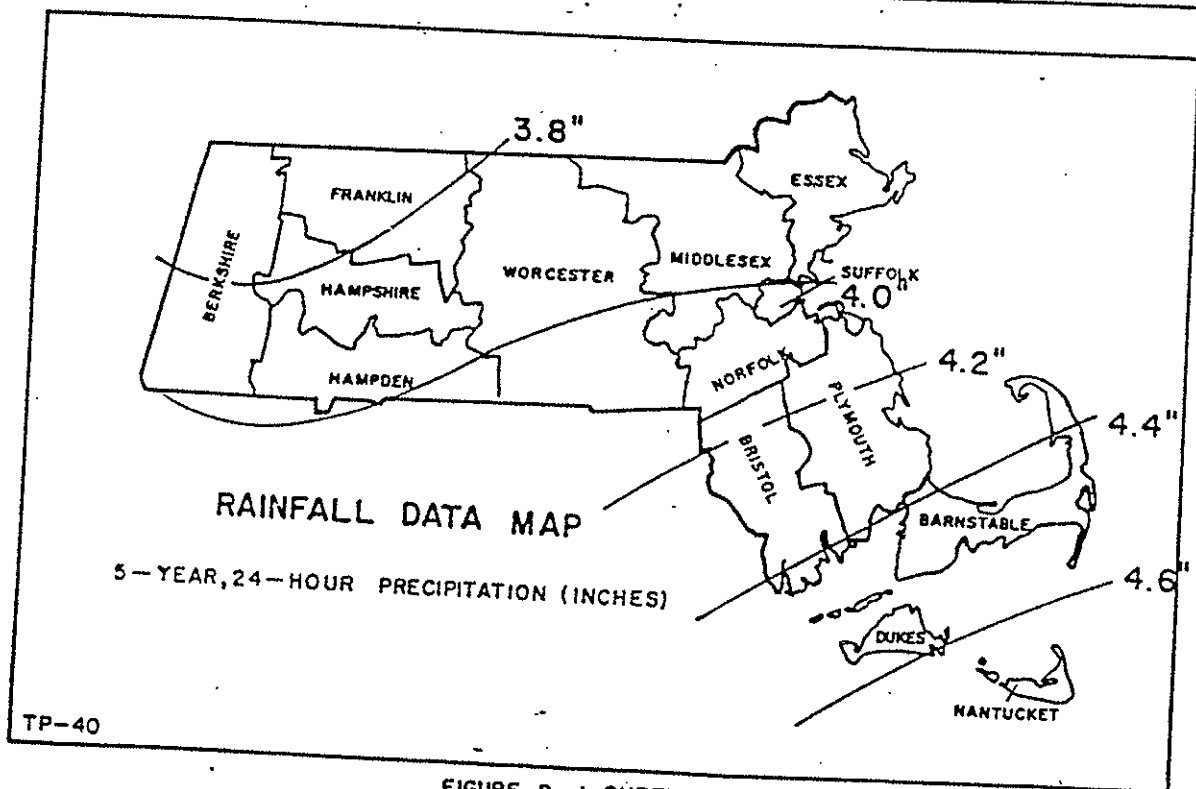 3.8"
ESSEX
FRANKLIN
BERKSHIRE
HAMPSHIRE
WORCESTER
MIDDLESEX
SUFFOLK
4.0"
HAMPDEN
NORFOLK
4.2"
PLYMOUTH
BRISTOL
4.4"
RAINFALL DATA MAP
BARNSTABLE
5-YEAR, 24-HOUR PRECIPITATION (INCHES)
4.6"
DUKES
NANTUCKET
TP-40